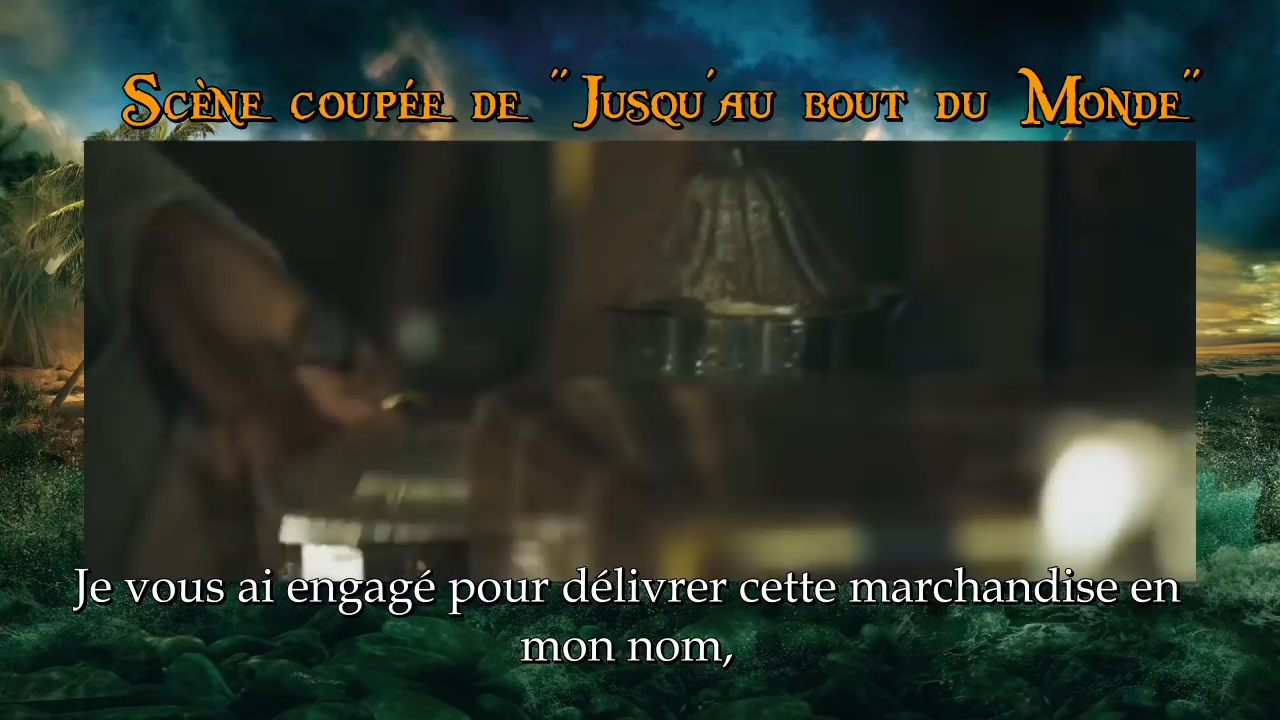 Scène coupée de "Jusqu'au bout du Monde"
Je vous ai engagé pour délivrer cette marchandise en
mon nom,